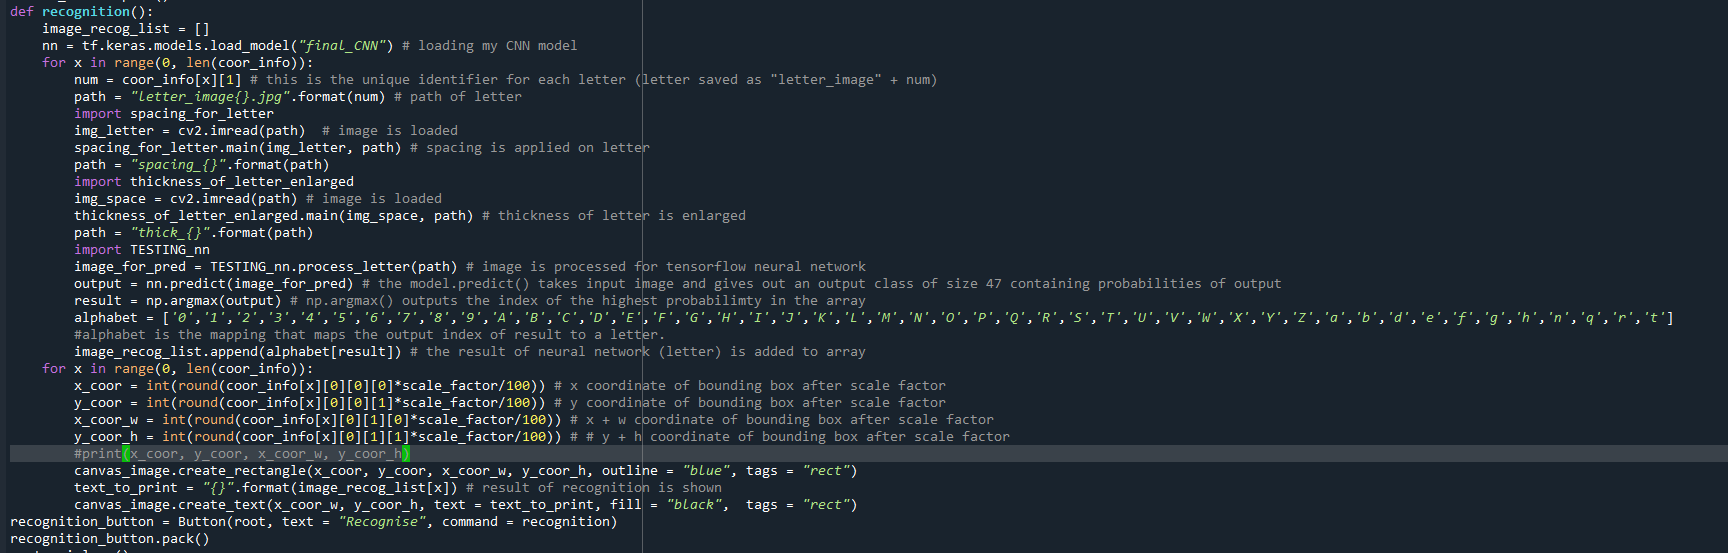 def recognition():
    image_recog_list = []
    nn = tf.keras.models.load_model("final_CNN") # loading my CNN model
    for x in range(0, len(coor_info)):
        num = coor_info[x][1] # this is the unique identifier for each letter (letter saved as "letter_image" + num)
        path = "letter_image{}.jpg".format(num) # path of letter
        import spacing_for_letter
        img_letter = cv2.imread(path)  # image is loaded
        spacing_for_letter.main(img_letter, path) # spacing is applied on letter
        path = "spacing_{}".format(path)
        import thickness_of_letter_enlarged
        img_space = cv2.imread(path) # image is loaded
        thickness_of_letter_enlarged.main(img_space, path) # thickness of letter is enlarged
        path = "thick_{}".format(path)
        import TESTING_nn
        image_for_pred = TESTING_nn.process_letter(path) # image is processed for tensorflow neural network
        output = nn.predict(image_for_pred) # the model.predict() takes input image and gives out an output class of size 47 containing probabilities of output
        result = np.argmax(output) # np.argmax() outputs the index of the highest probabilimty in the array
        alphabet = ['0','1','2','3','4','5','6','7','8','9','A','B','C','D','E','F','G','H','I','J','K','L','M','N','O','P','Q','R','S','T','U','V','W','X','Y','Z','a','b','d','e','f','g','h','n','q','r','t']
        #alphabet is the mapping that maps the output index of result to a letter.
        image_recog_list.append(alphabet[result]) # the result of neural network (letter) is added to array
    for x in range(0, len(coor_info)):
        x_coor = int(round(coor_info[x][0][0][0]*scale_factor/100)) # x coordinate of bounding box after scale factor
        y_coor = int(round(coor_info[x][0][0][1]*scale_factor/100)) # y coordinate of bounding box after scale factor
        x_coor_w = int(round(coor_info[x][0][1][0]*scale_factor/100)) # x + w coordinate of bounding box after scale factor
        y_coor_h = int(round(coor_info[x][0][1][1]*scale_factor/100)) # # y + h coordinate of bounding box after scale factor
        #print(x_coor, y_coor, x_coor_w, y_coor_h)
        canvas_image.create_rectangle(x_coor, y_coor, x_coor_w, y_coor_h, outline = "blue", tags = "rect")
        text_to_print = "{}".format(image_recog_list[x]) # result of recognition is shown
        canvas_image.create_text(x_coor_w, y_coor_h, text = text_to_print, fill = "black",  tags = "rect")
recognition_button = Button(root, text = "Recognise", command = recognition)
recognition_button.pack()